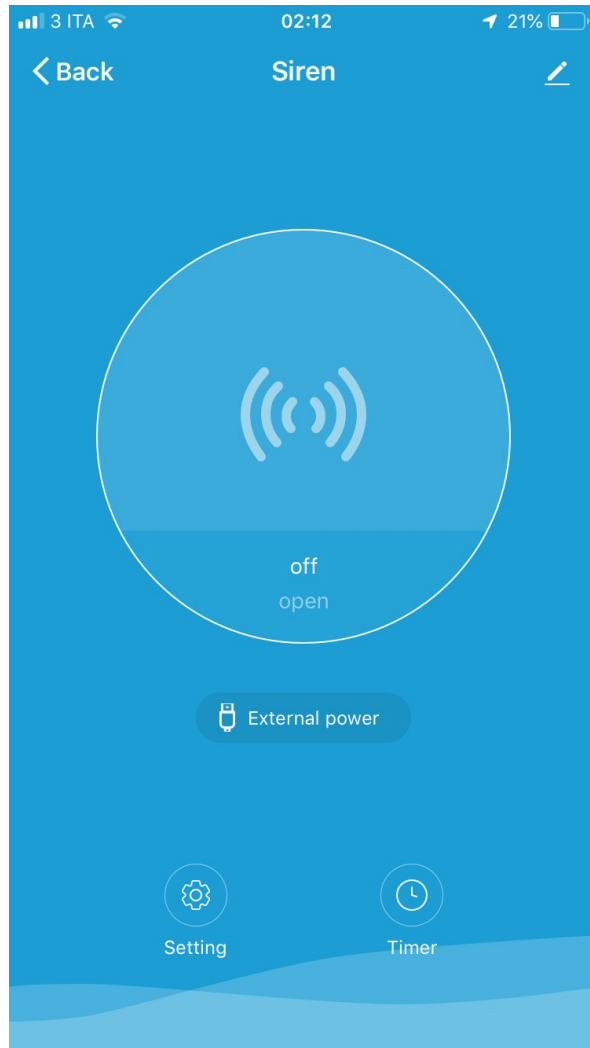 3 ITA 02:12 21%
Back Siren
off
open
External power
Setting Timer